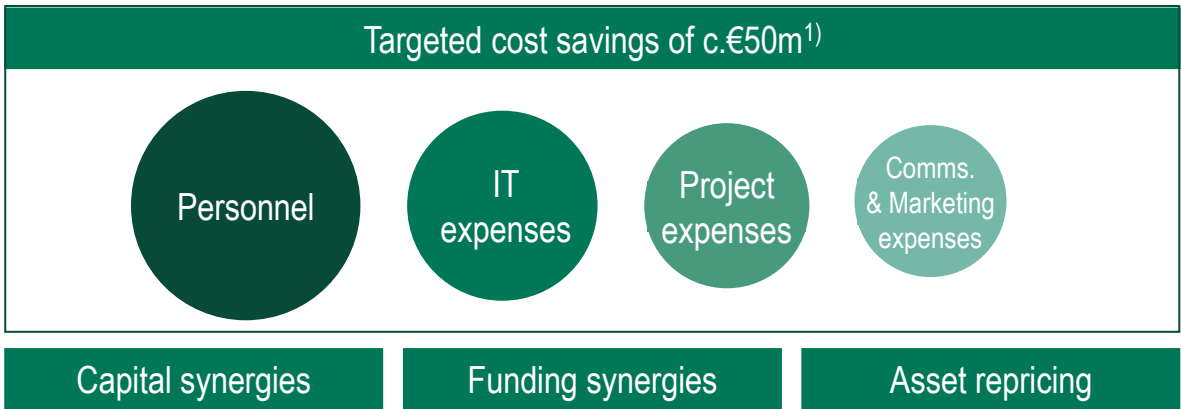 Targeted cost savings of c.€50m1)
Personnel
IT
expenses
Project
expenses
Comms.
& Marketing
expenses
Capital synergies
Funding synergies
Asset repricing